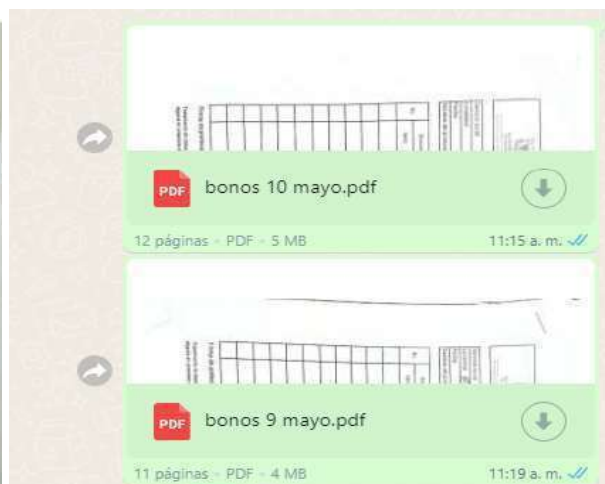 PDF bonos 10 mayo.pdf
12 páginas - PDF - 5 MB 11:15 a. m.
PDF bonos 9 mayo.pdf
11 páginas - PDF - 4 MB 11:19 a. m.